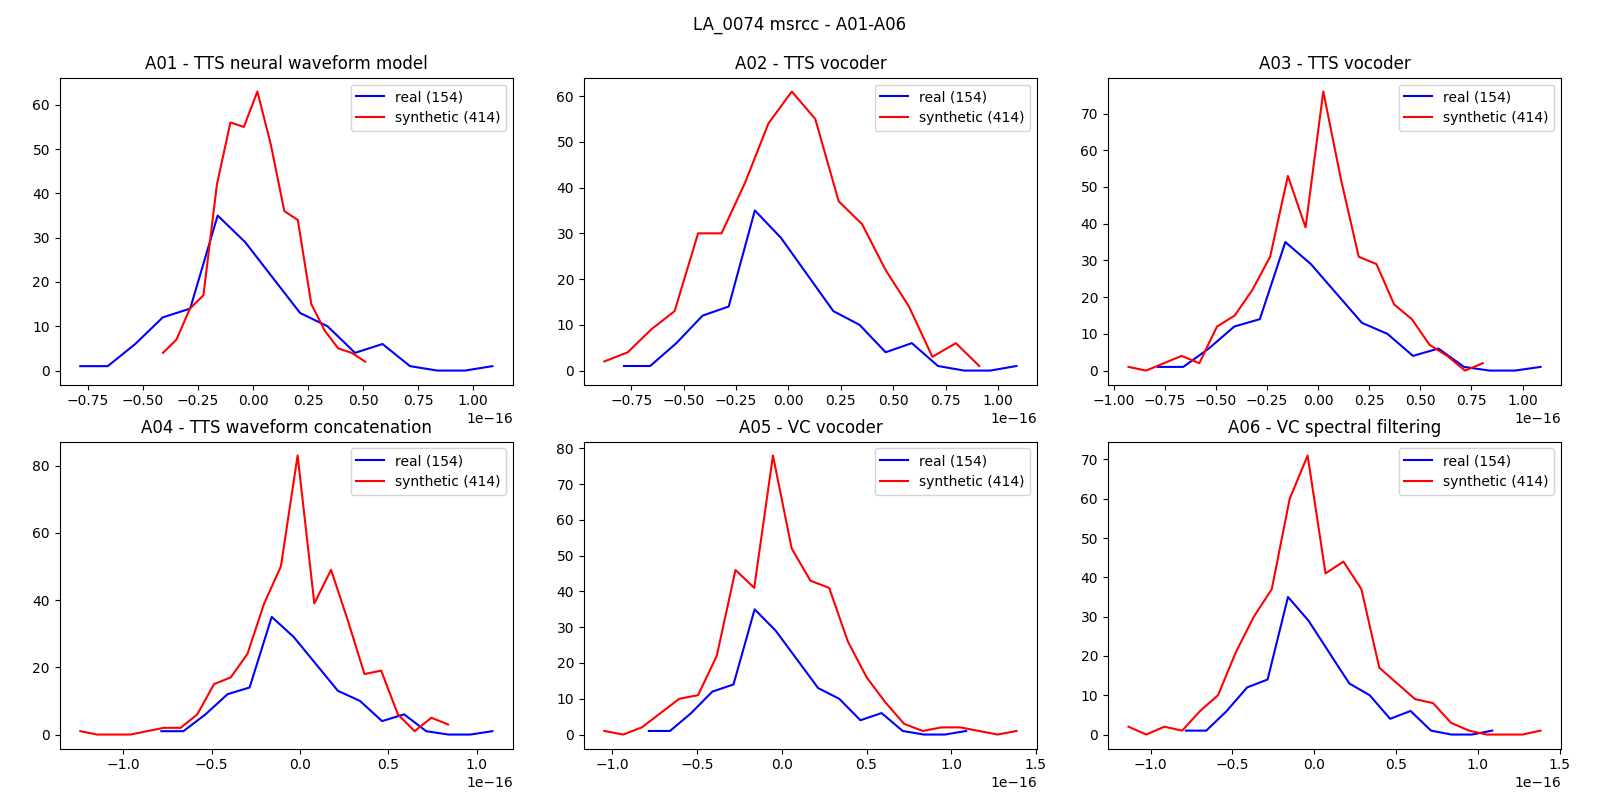 LA_0074 msrcc - A01-A06
A01 - TTS neural waveform model
real (154)
synthetic (414)
60
50
40
30
20
10
0
−0.75 −0.50 −0.25 0.00 0.25 0.50 0.75 1.00
1e−16
A02 - TTS vocoder
real (154)
synthetic (414)
60
50
40
30
20
10
0
−0.75 −0.50 −0.25 0.00 0.25 0.50 0.75 1.00
1e−16
A03 - TTS vocoder
real (154)
synthetic (414)
70
60
50
40
30
20
10
0
−1.00 −0.75 −0.50 −0.25 0.00 0.25 0.50 0.75 1.00
1e−16
A04 - TTS waveform concatenation
real (154)
synthetic (414)
80
60
40
20
0
−1.0 −0.5 0.0 0.5 1.0
1e−16
A05 - VC vocoder
real (154)
synthetic (414)
80
70
60
50
40
30
20
10
0
−1.0 −0.5 0.0 0.5 1.0 1.5
1e−16
A06 - VC spectral filtering
real (154)
synthetic (414)
70
60
50
40
30
20
10
0
−1.0 −0.5 0.0 0.5 1.0 1.5
1e−16